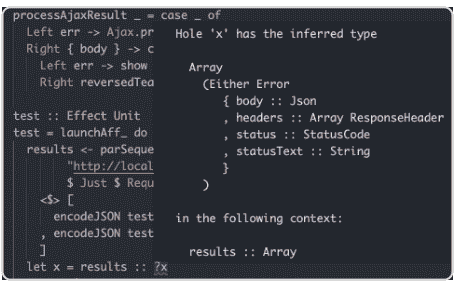 processAjaxResult _ = case _ of
Left err -> Ajax.pr
Right { body } -> c
Left err -> show
Right reversedTea
test :: Effect Unit
test = launchAff_ do
results <- parSeque
"http://local
$ Just $ Requ
<$> [
encodeJSON test
, encodeJSON test
]
let x = results :: ?x
Hole 'x' has the inferred type
Array
(Either Error
{ body :: Json
, headers :: Array ResponseHeader
, status :: StatusCode
, statusText :: String
}
)
in the following context:
results :: Array